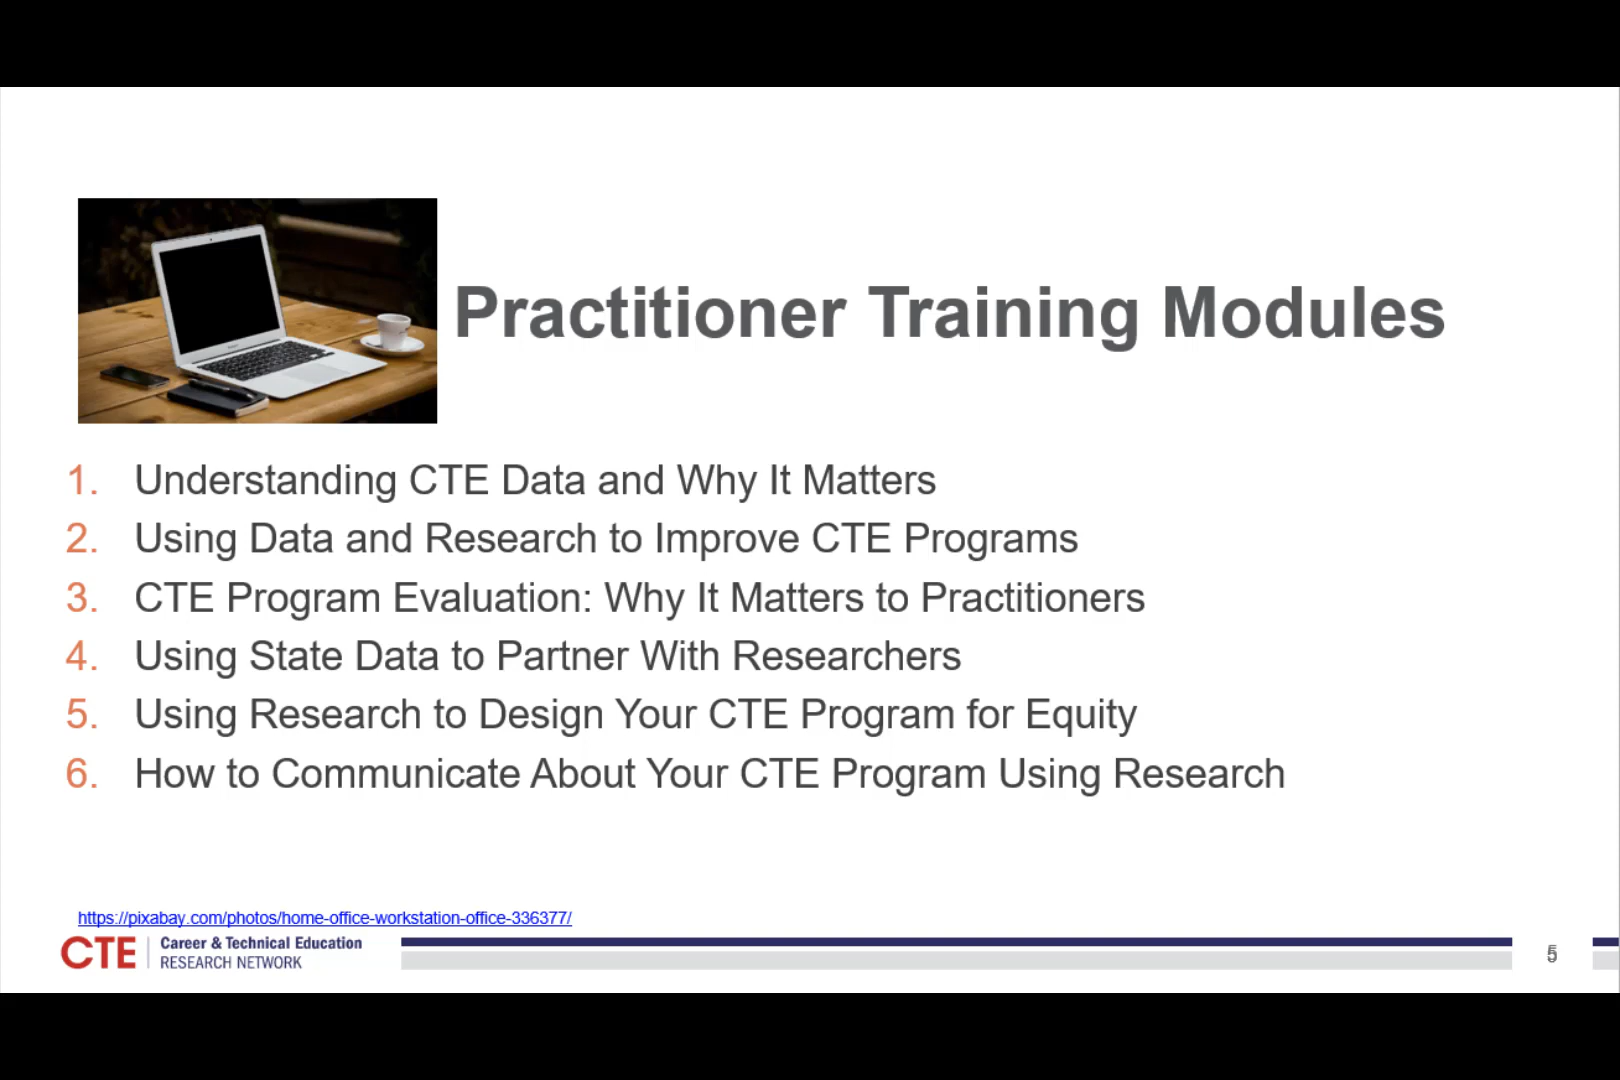 Practitioner Training Modules
1. Understanding CTE Data and Why It Matters
2. Using Data and Research to Improve CTE Programs
3. CTE Program Evaluation: Why It Matters to Practitioners
4. Using State Data to Partner With Researchers
5. Using Research to Design Your CTE Program for Equity
6. How to Communicate About Your CTE Program Using Research
https://pixabay.com/photos/home-office-workstation-office-336377/
CTE Career & Technical Education
RESEARCH NETWORK
5